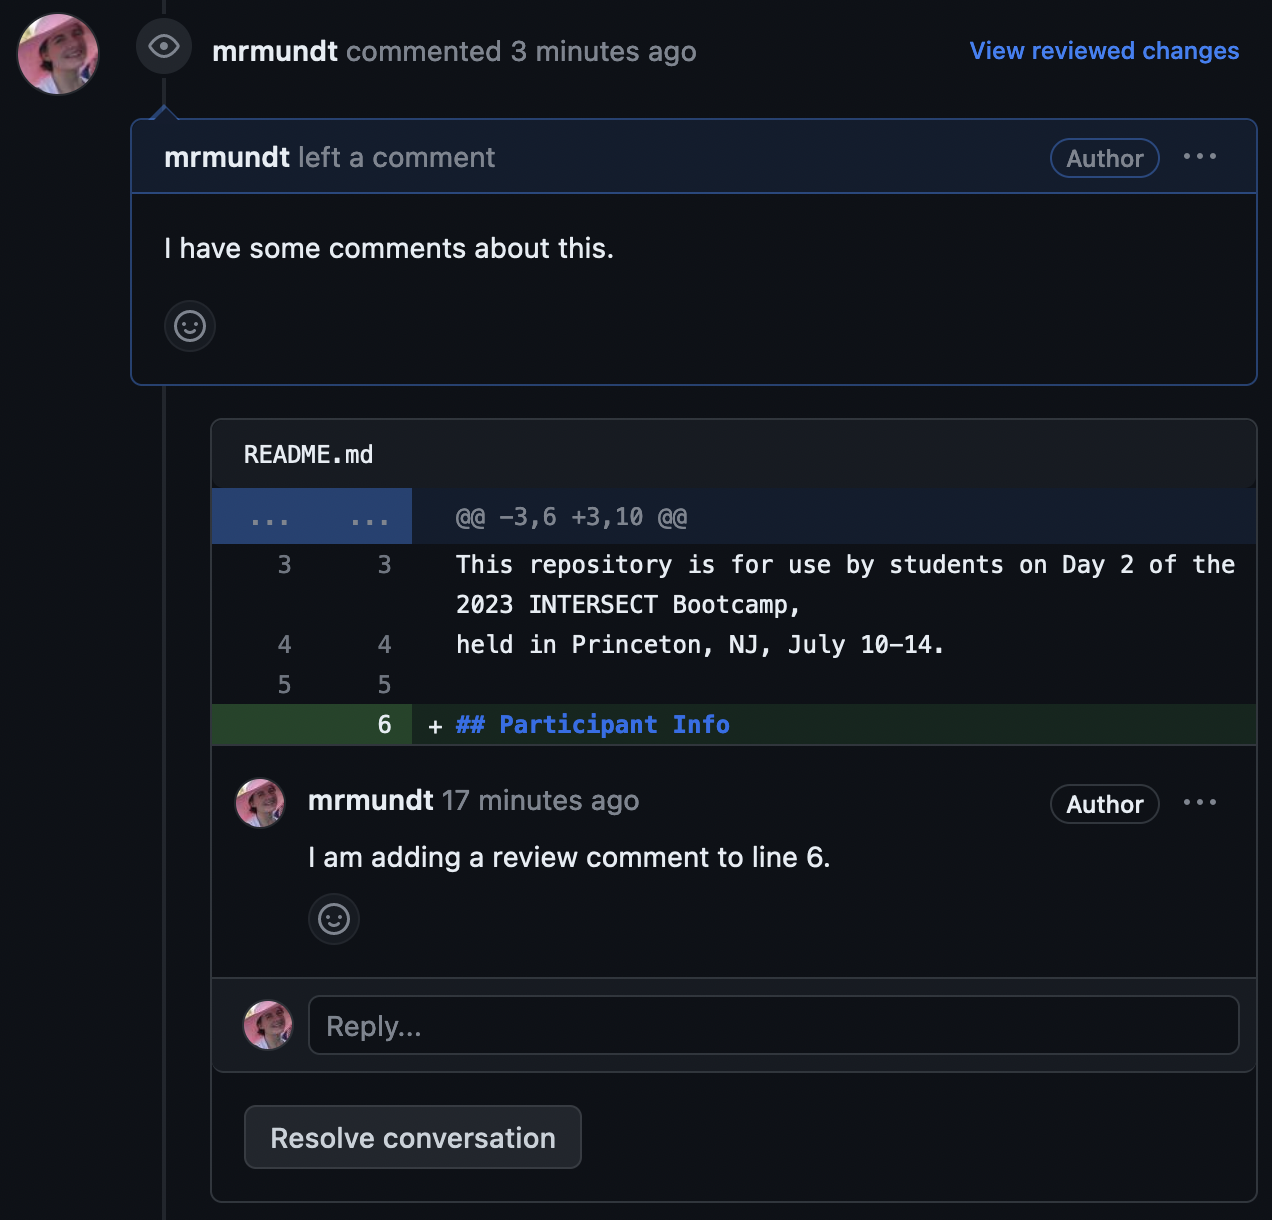 mrmundt commented 3 minutes ago
View reviewed changes
mrmundt left a comment
Author
...
I have some comments about this.
README.md
... ... @@ -3,6 +3,10 @@
3 3 This repository is for use by students on Day 2 of the
2023 INTERSECT Bootcamp,
4 4 held in Princeton, NJ, July 10-14.
5 5
6 + ## Participant Info
mrmundt 17 minutes ago
Author
...
I am adding a review comment to line 6.
Reply...
Resolve conversation